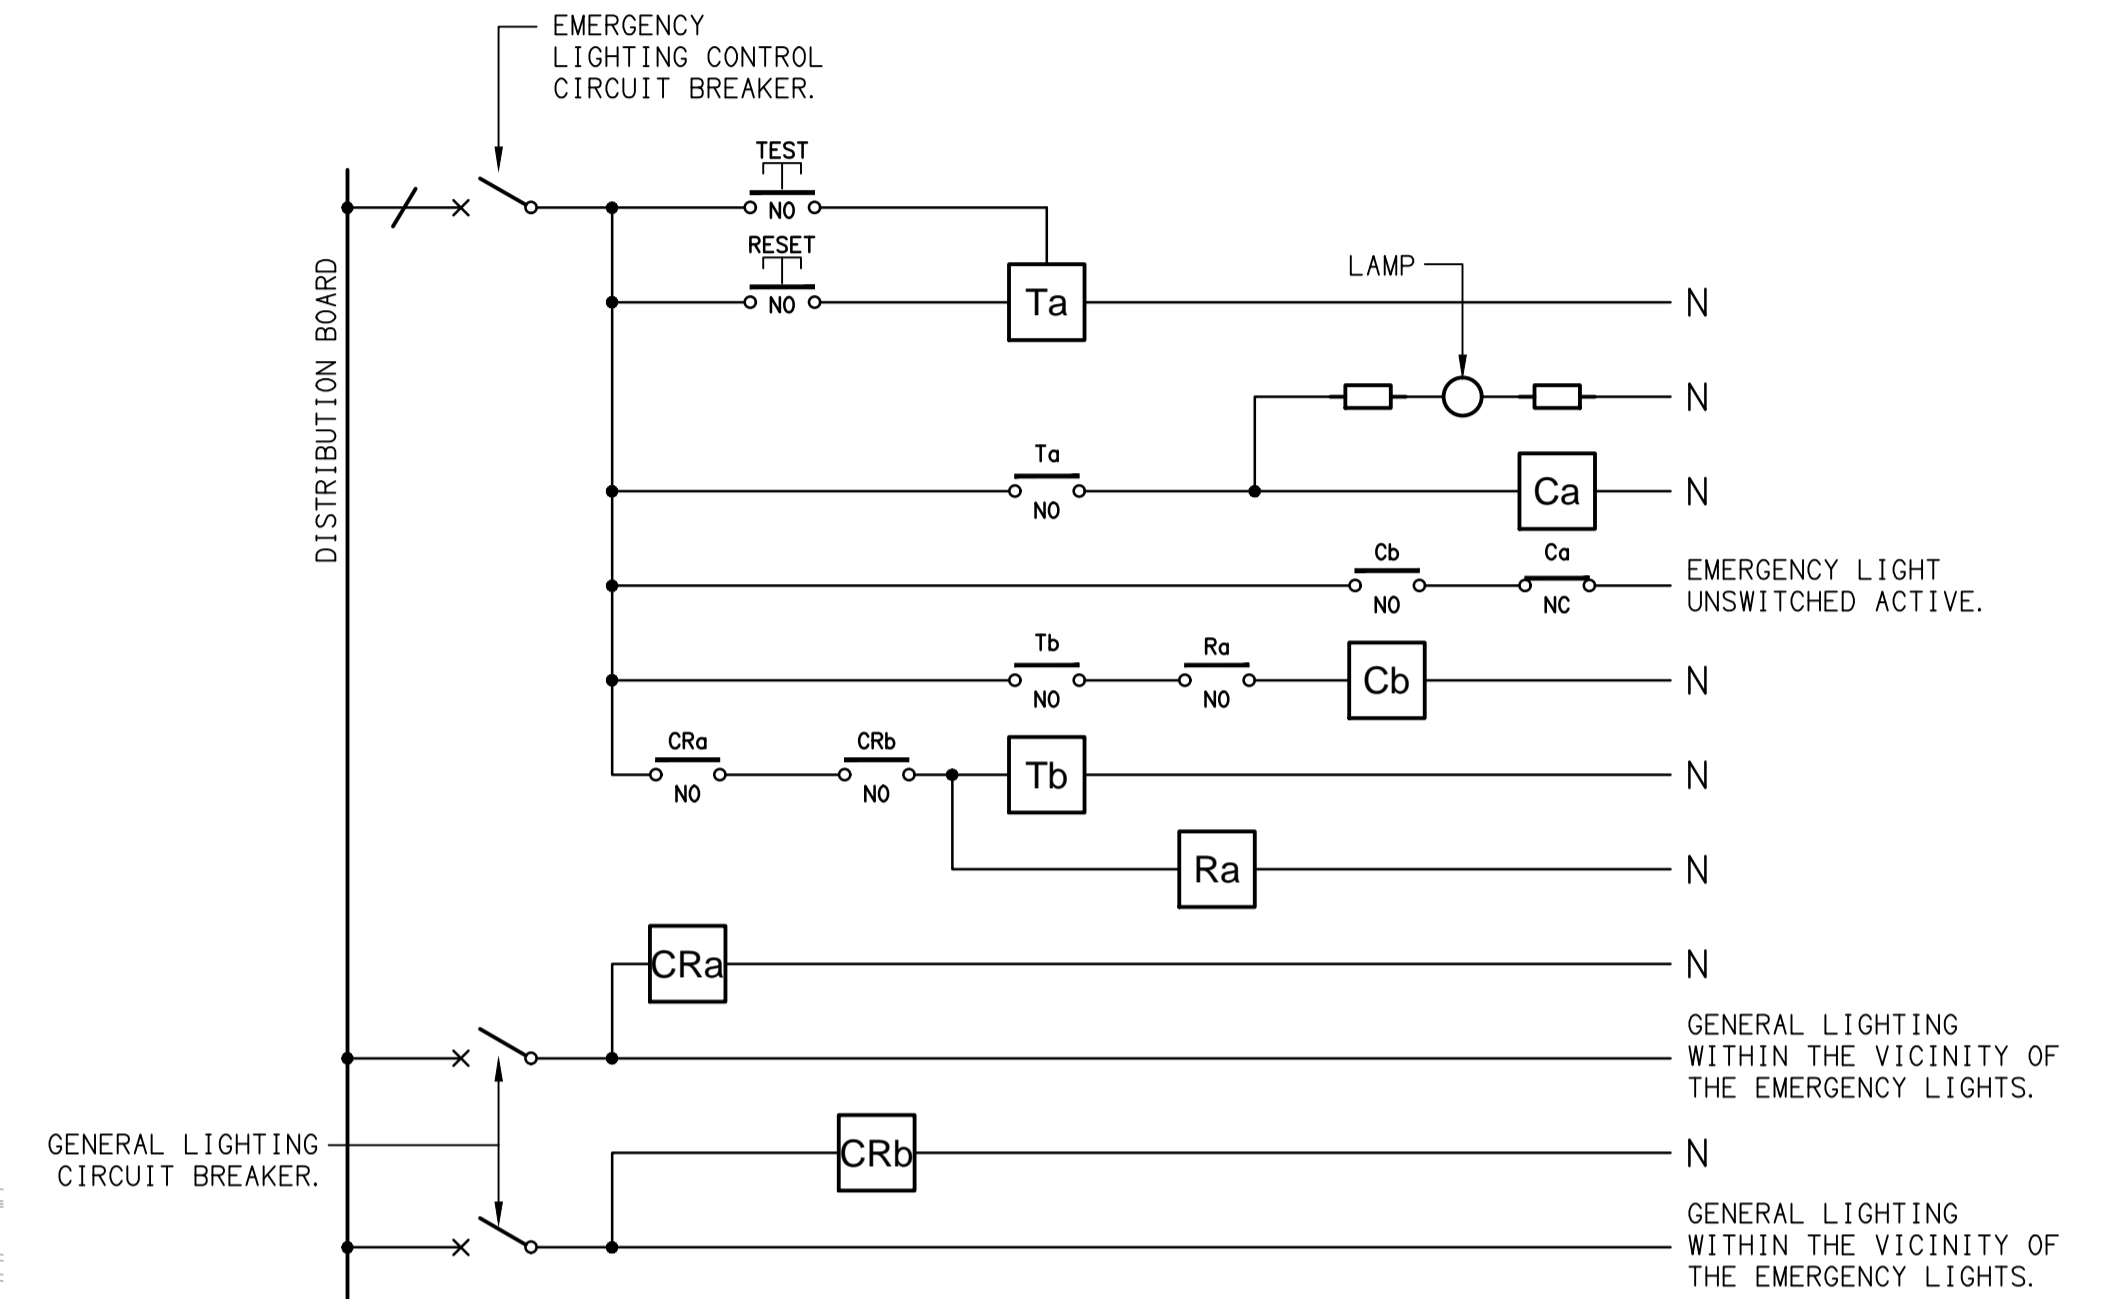 EMERGENCY
LIGHTING CONTROL
CIRCUIT BREAKER.
TEST
NO
RESET
NO
Ta
N
LAMP
N
DISTRIBUTION BOARD
Ta
NO
Ca
N
Cb
NO
Ca
NC
EMERGENCY LIGHT
UNSWITCHED ACTIVE.
Tb
NO
Ra
NO
Cb
N
CRa
NO
CRb
NO
Tb
N
Ra
N
CRa
N
GENERAL LIGHTING
WITHIN THE VICINITY OF
THE EMERGENCY LIGHTS.
GENERAL LIGHTING
CIRCUIT BREAKER.
CRb
N
GENERAL LIGHTING
WITHIN THE VICINITY OF
THE EMERGENCY LIGHTS.